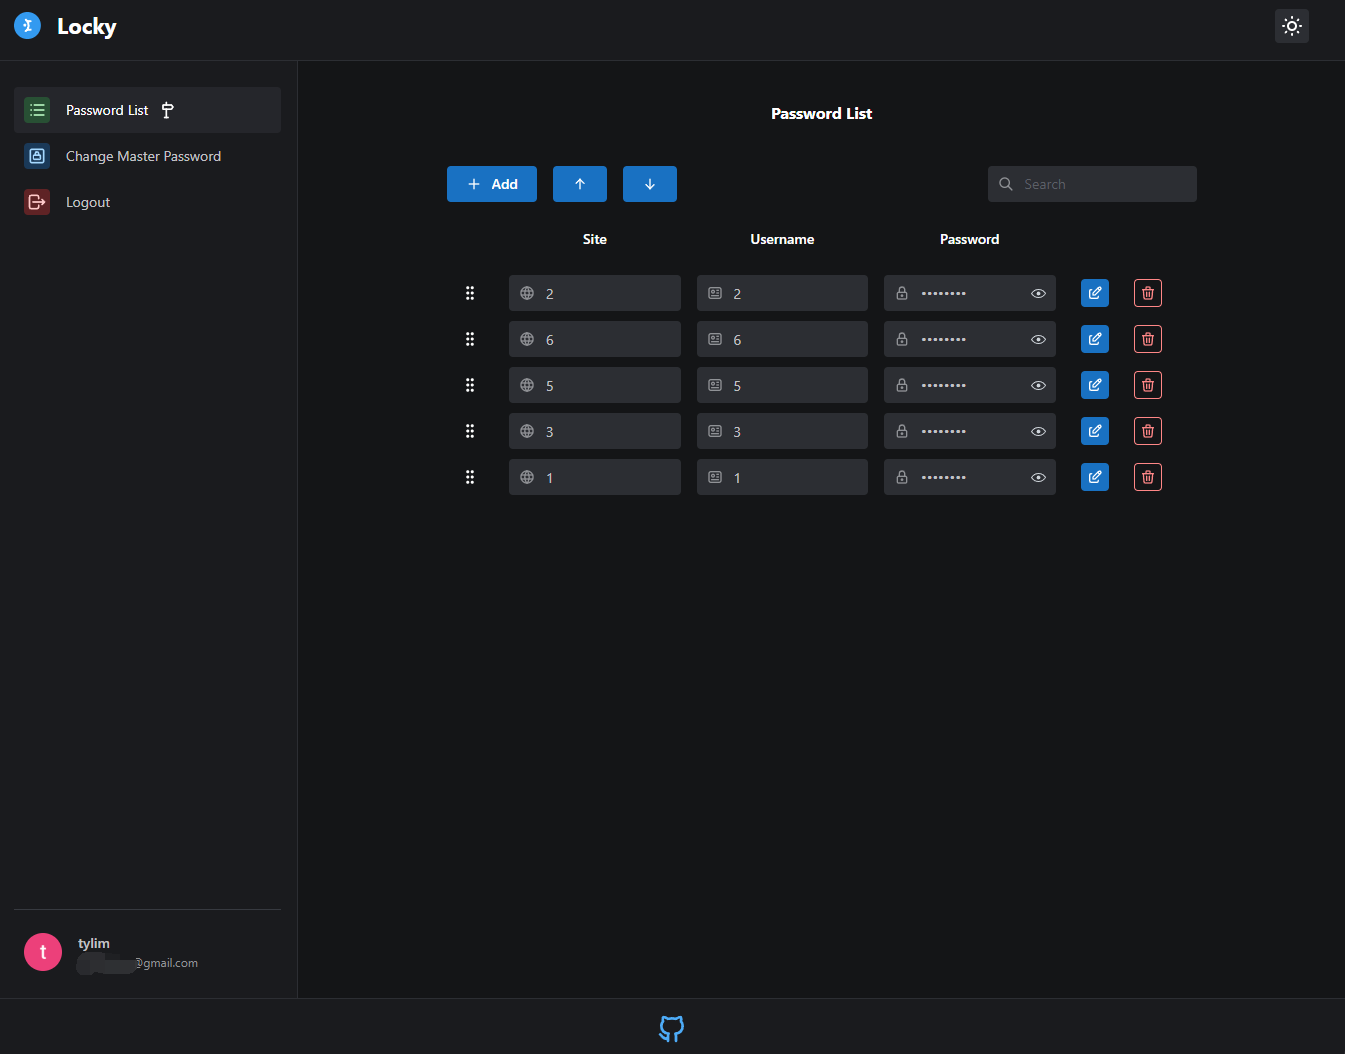 Locky
Password List
Change Master Password
Logout
Password List
Add
Search
Site Username Password
2 2 ••••••••
6 6 ••••••••
5 5 ••••••••
3 3 ••••••••
1 1 ••••••••
t
tylim
@gmail.com